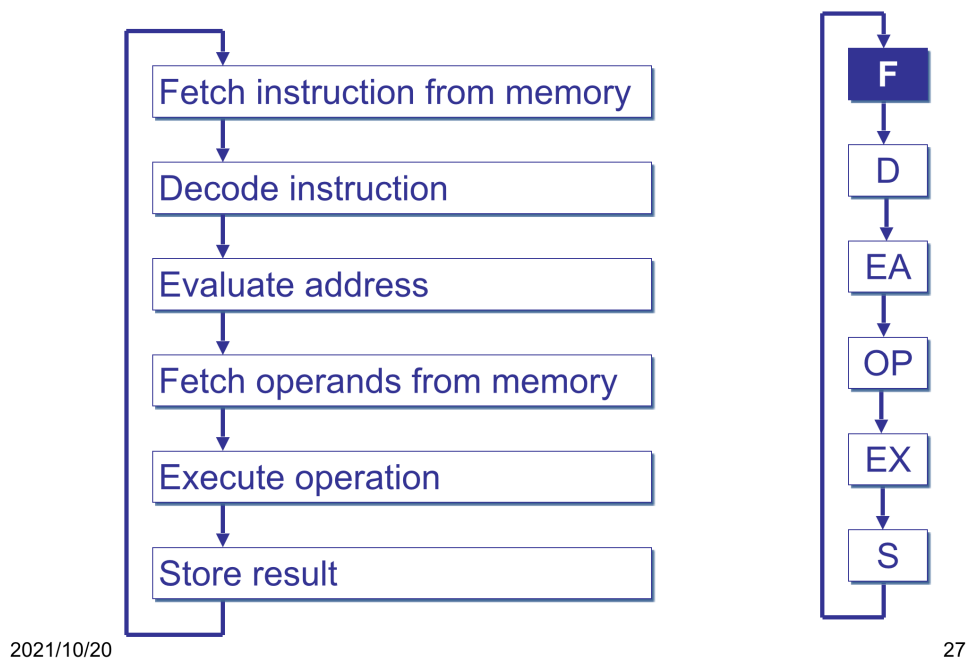 Fetch instruction from memory
Decode instruction
Evaluate address
Fetch operands from memory
Execute operation
Store result
F
D
EA
OP
EX
S
2021/10/20
27